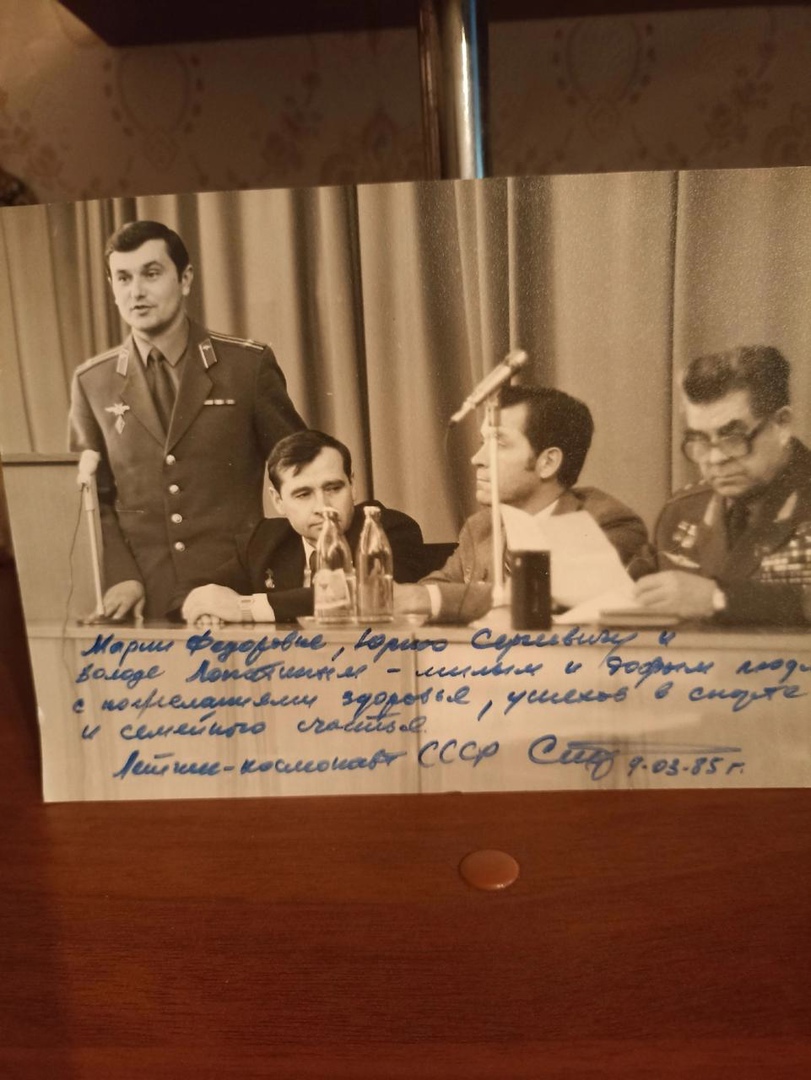 Марии Федоровне, Юрию Сергеевичу и
Володе Лопатиным - милым и добрым люд
с пожеланиями здоровья, успехов в спорте
и семейного счастья.
Летчик-космонавт СССР 9-03-85 г.